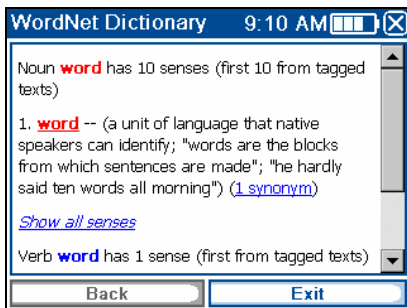 WordNet Dictionary 9:10 AM
Noun word has 10 senses (first 10 from tagged
texts)
1. word -- (a unit of language that native
speakers can identify; "words are the blocks
from which sentences are made"; "he hardly
said ten words all morning") (1 synonym)
Show all senses
Verb word has 1 sense (first from tagged texts)
Back Exit